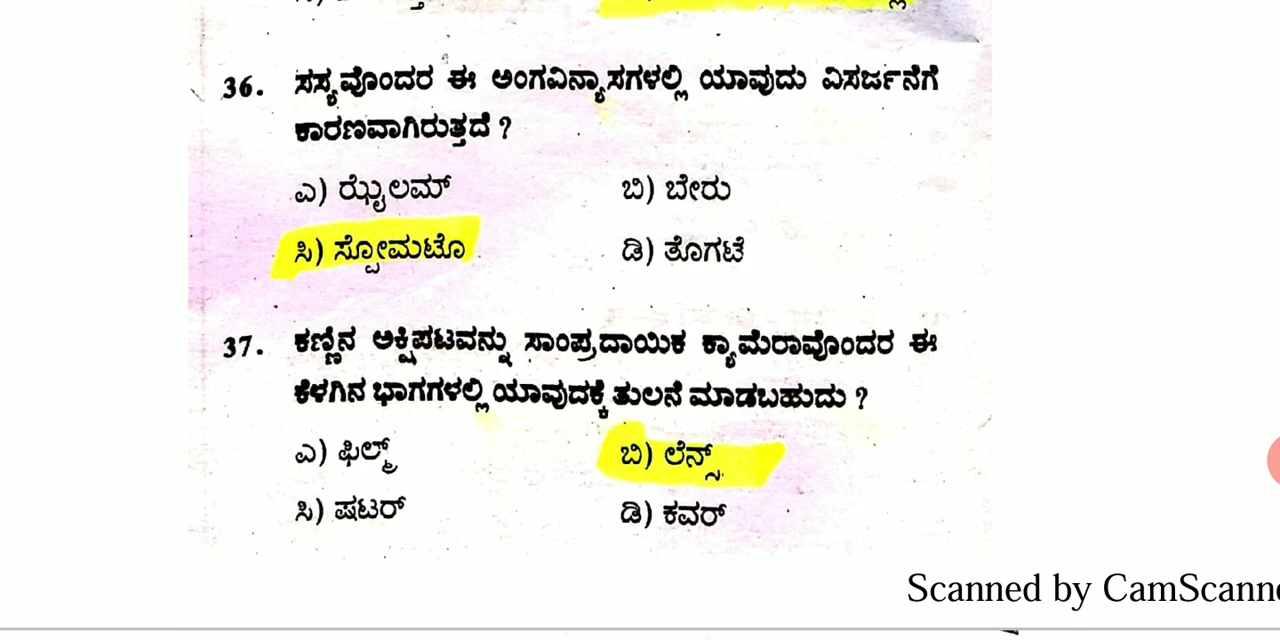 36. ಸಸ್ಯವೊಂದರ ಈ ಅಂಗವಿನ್ಯಾಸಗಳಲ್ಲಿ ಯಾವುದು ವಿಸರ್ಜನೆಗೆ
ಕಾರಣವಾಗಿರುತ್ತದೆ ?
ಎ) ಝೈಲಮ್ ಬಿ) ಬೇರು
ಸಿ) ಸ್ಪೋಮಟೊ ಡಿ) ತೊಗಟೆ
37. ಕಣ್ಣಿನ ಅಕ್ಷಿಪಟವನ್ನು ಸಾಂಪ್ರದಾಯಿಕ ಕ್ಯಾಮೆರಾವೊಂದರ ಈ
ಕೆಳಗಿನ ಭಾಗಗಳಲ್ಲಿ ಯಾವುದಕ್ಕೆ ತುಲನೆ ಮಾಡಬಹುದು ?
ಎ) ಫಿಲ್ಮ್ ಬಿ) ಲೆನ್ಸ್
ಸಿ) ಷಟರ್ ಡಿ) ಕವರ್
Scanned by CamScanne